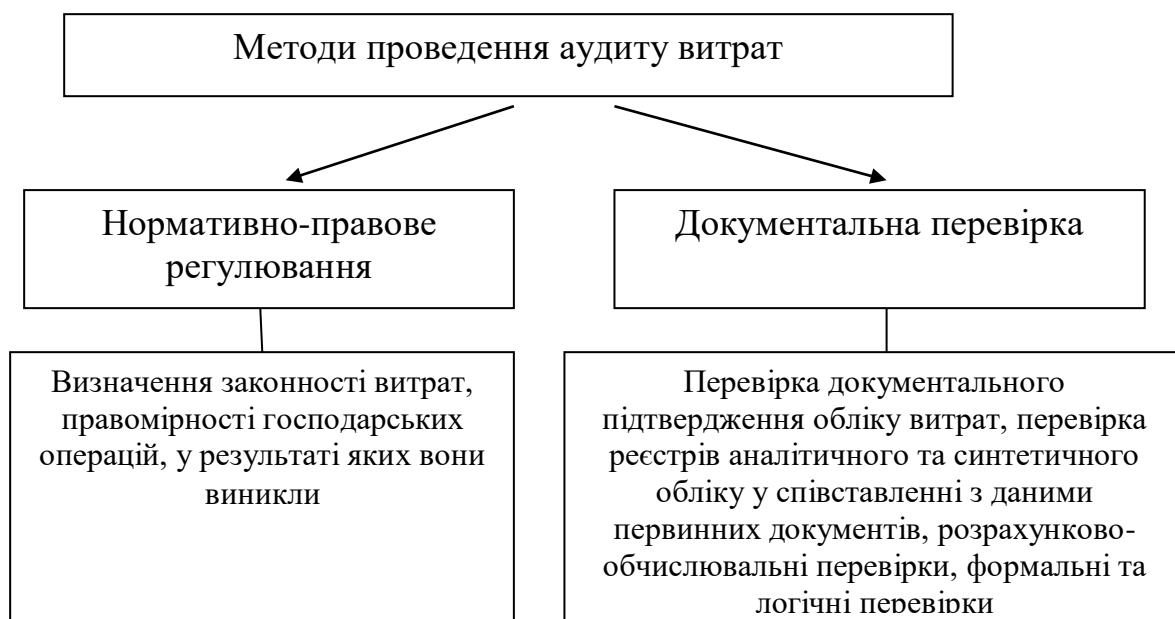 Методи проведення аудиту витрат
Нормативно-правове
регулювання
Документальна перевірка
Визначення законності витрат,
правомірності господарських
операцій, у результаті яких вони
виникли
Перевірка документального
підтвердження обліку витрат, перевірка
реєстрів аналітичного та синтетичного
обліку у співставленні з даними
первинних документів, розрахунково-
обчислювальні перевірки, формальні та
логічні перевірки